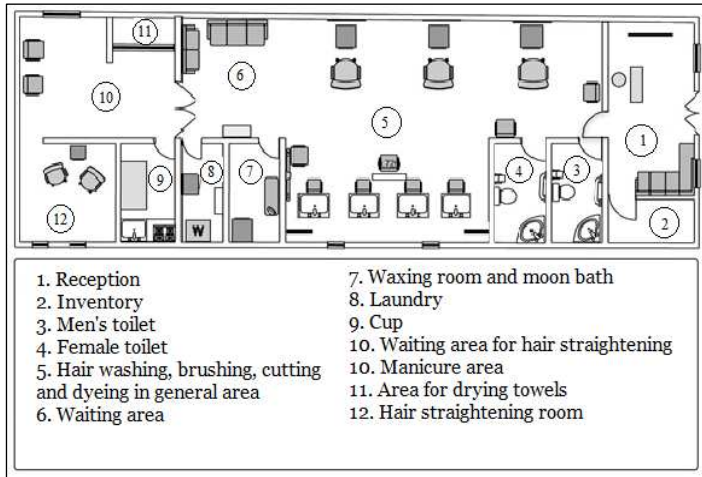 11
6
10
5
1
4
3
9
8
7
12
2
W
1. Reception
2. Inventory
3. Men's toilet
4. Female toilet
5. Hair washing, brushing, cutting
and dyeing in general area
6. Waiting area
7. Waxing room and moon bath
8. Laundry
9. Cup
10. Waiting area for hair straightening
10. Manicure area
11. Area for drying towels
12. Hair straightening room